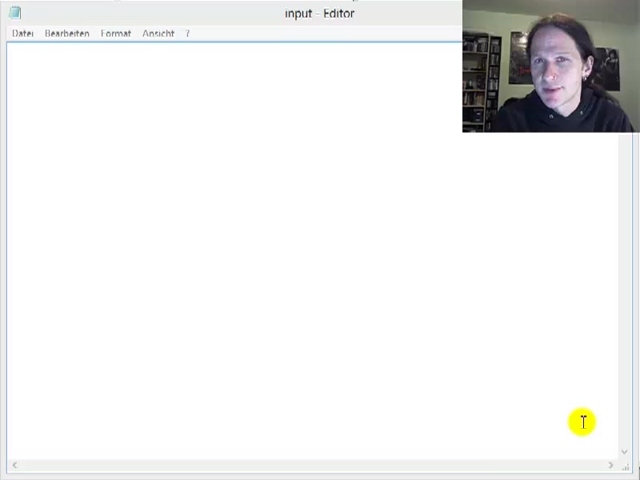 input - Editor
Datei Bearbeiten Format Ansicht ?